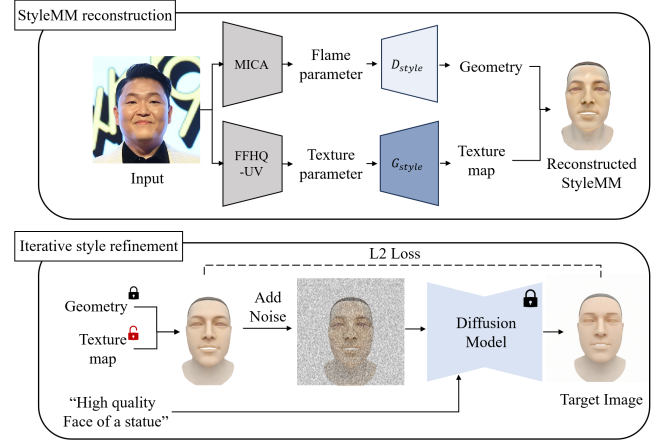 StyleMM reconstruction
MICA
Flame
parameter
D_style
Geometry
Input
FFHQ
-UV
Texture
parameter
G_style
Texture
map
Reconstructed
StyleMM
Iterative style refinement
L2 Loss
Geometry
Texture
map
Add
Noise
Diffusion
Model
“High quality
Face of a statue”
Target Image